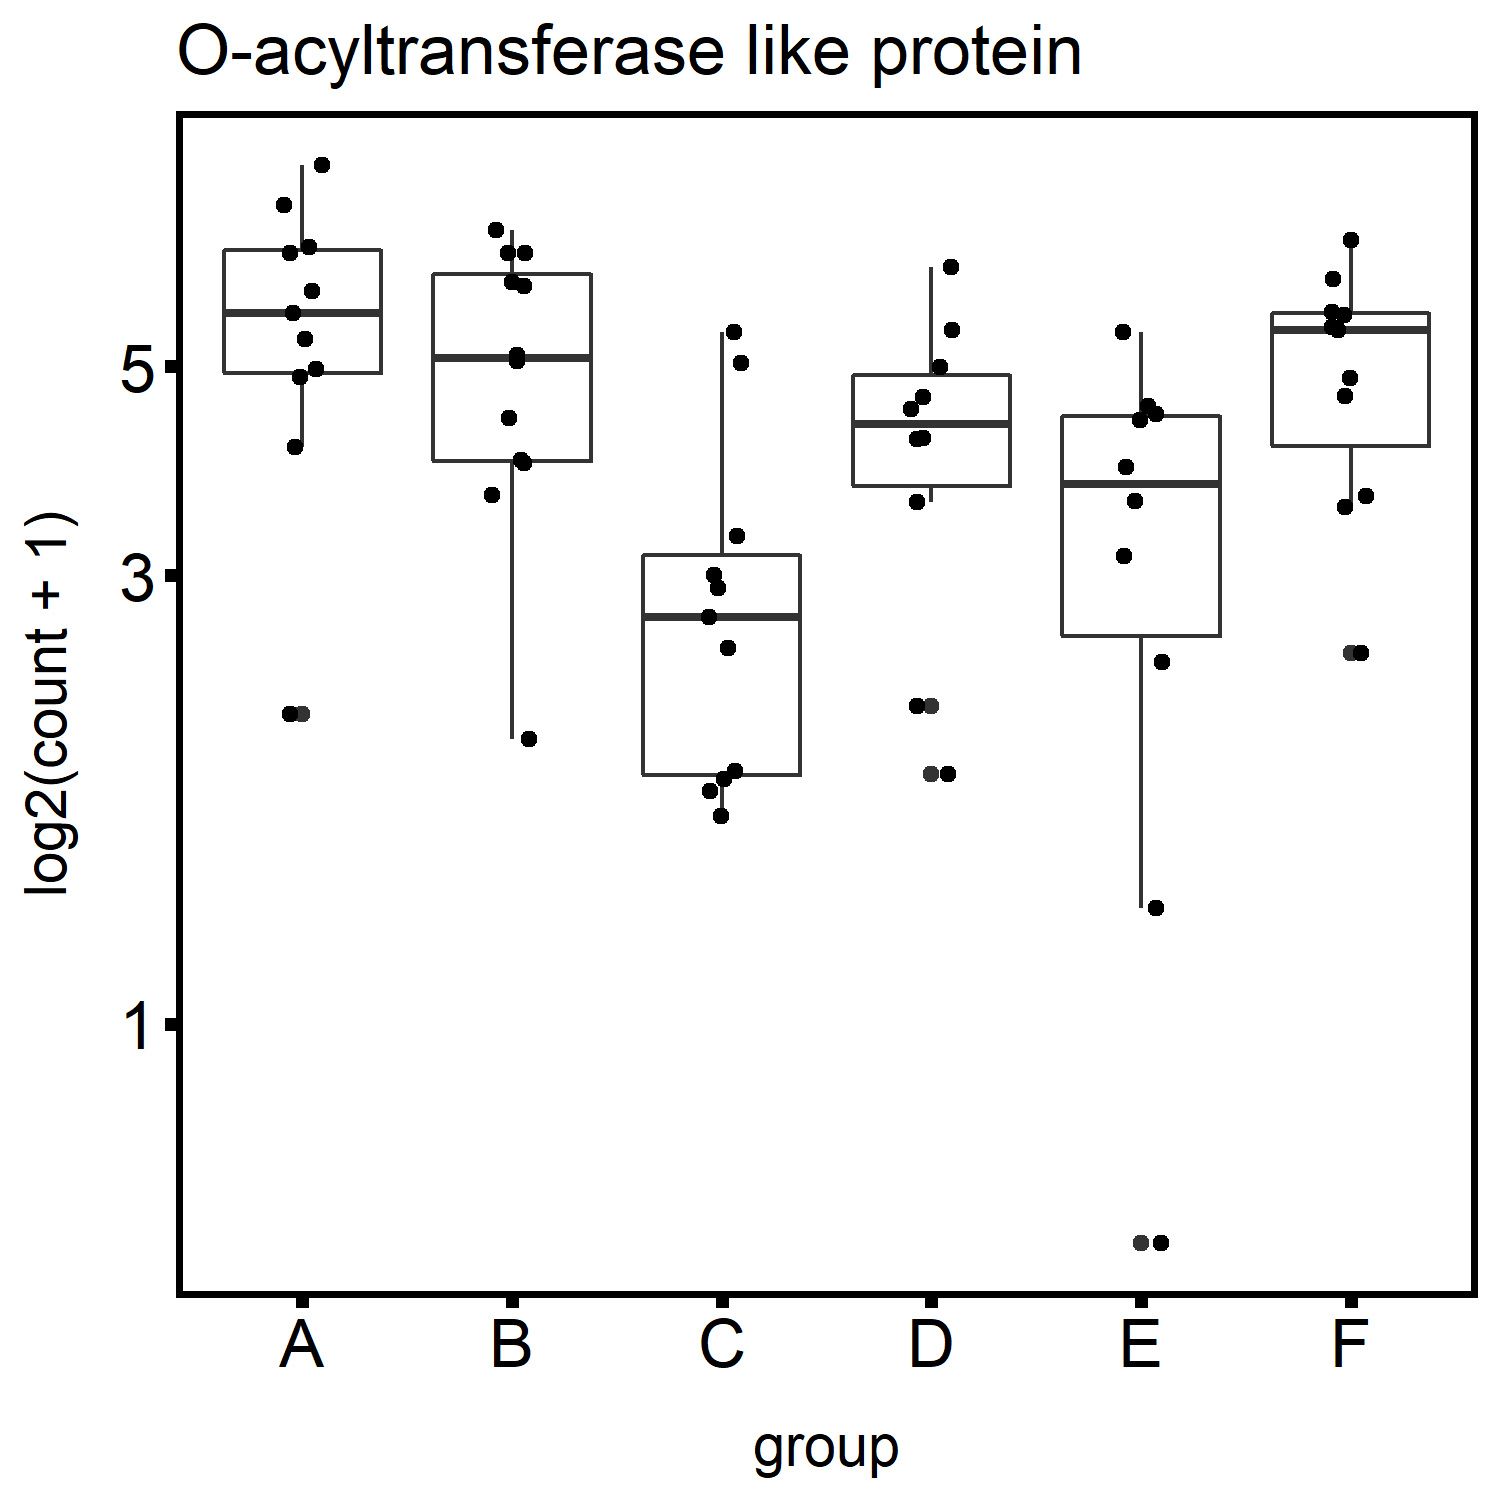 O-acyltransferase like protein
log2(count + 1)
5
3
1
A B C D E F
group